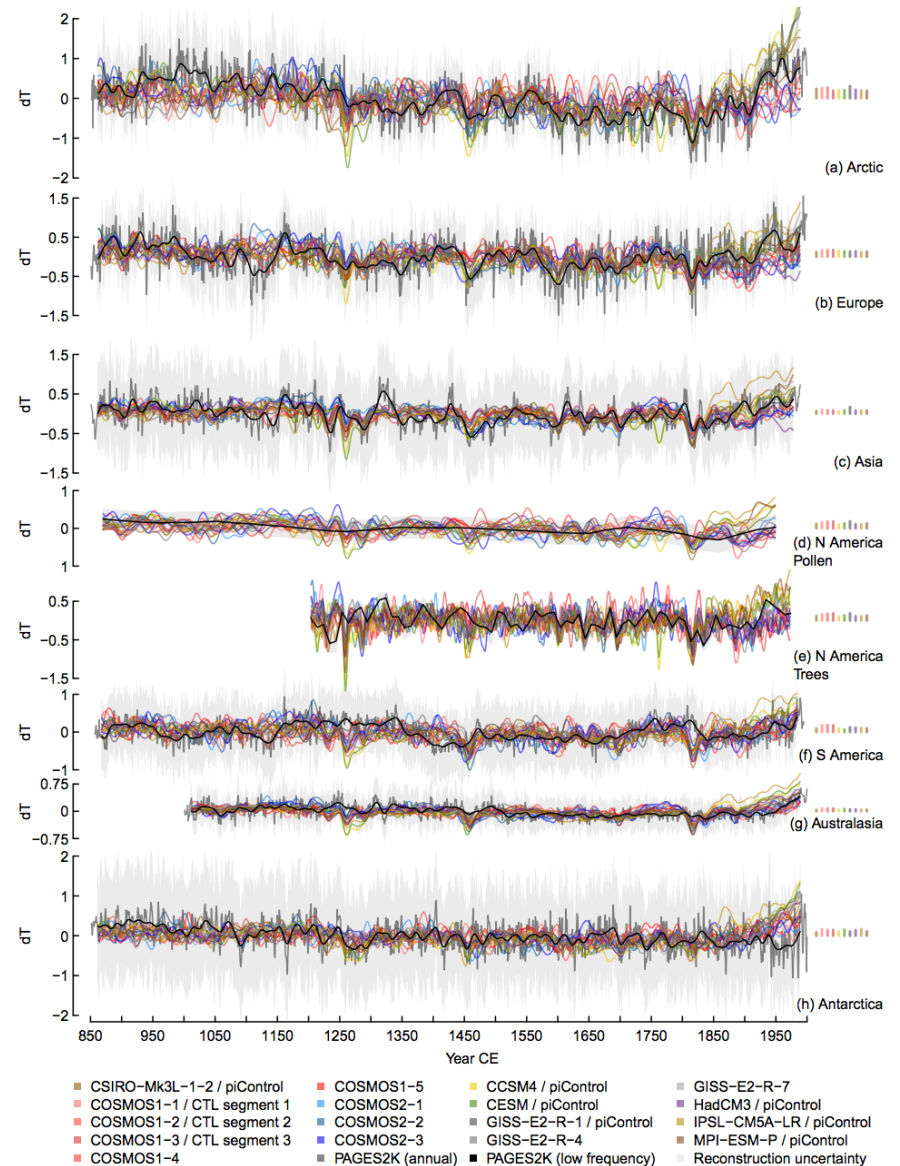 2
1
0
−1
−2
dT
(a) Arctic
1.5
0.5
−0.5
−1.5
dT
(b) Europe
1.5
0.5
−0.5
−1.5
dT
(c) Asia
1
0
1
dT
(d) N America
Pollen
0.5
−0.5
−1.5
dT
(e) N America
Trees
1
0
−1
dT
(f) S America
0.75
0
−0.75
dT
(g) Australasia
2
1
0
−1
−2
dT
(h) Antarctica
850 950 1050 1150 1250 1350 1450 1550 1650 1750 1850 1950
Year CE
CSIRO−Mk3L−1−2 / piControl COSMOS1−5 CCSM4 / piControl GISS−E2−R−7
COSMOS1−1 / CTL segment 1 COSMOS2−1 CESM / piControl HadCM3 / piControl
COSMOS1−2 / CTL segment 2 COSMOS2−2 GISS−E2−R−1 / piControl IPSL−CM5A−LR / piControl
COSMOS1−3 / CTL segment 3 COSMOS2−3 GISS−E2−R−4 MPI−ESM−P / piControl
COSMOS1−4 PAGES2K (annual) PAGES2K (low frequency) Reconstruction uncertainty